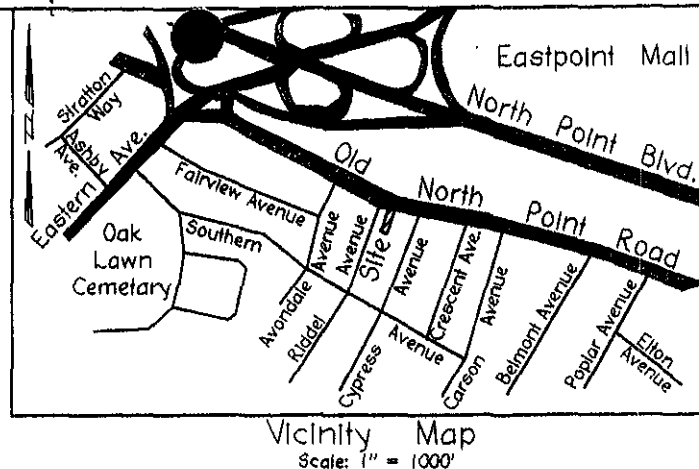 Eastpoint Mall
North Point Blvd.
Stratton
Way
Ashby
Ave.
Eastern Ave.
Old North Point Road
Fairview Avenue
Southern Avenue
Oak
Lawn
Cemetary
Avondale Avenue
Riddel Avenue
Site
Cypress Avenue
Crescent Ave.
Carson Avenue
Belmont Avenue
Poplar Avenue
Elton
Avenue
N
Vicinity Map
Scale: 1" = 1000'